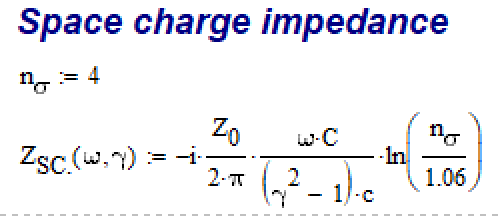 Space charge impedance
n_σ := 4
Z_SC.(ω,γ) := −i·Z_0/(2·π)·ω·C/((γ^2 − 1)·c)·ln(n_σ/1.06)